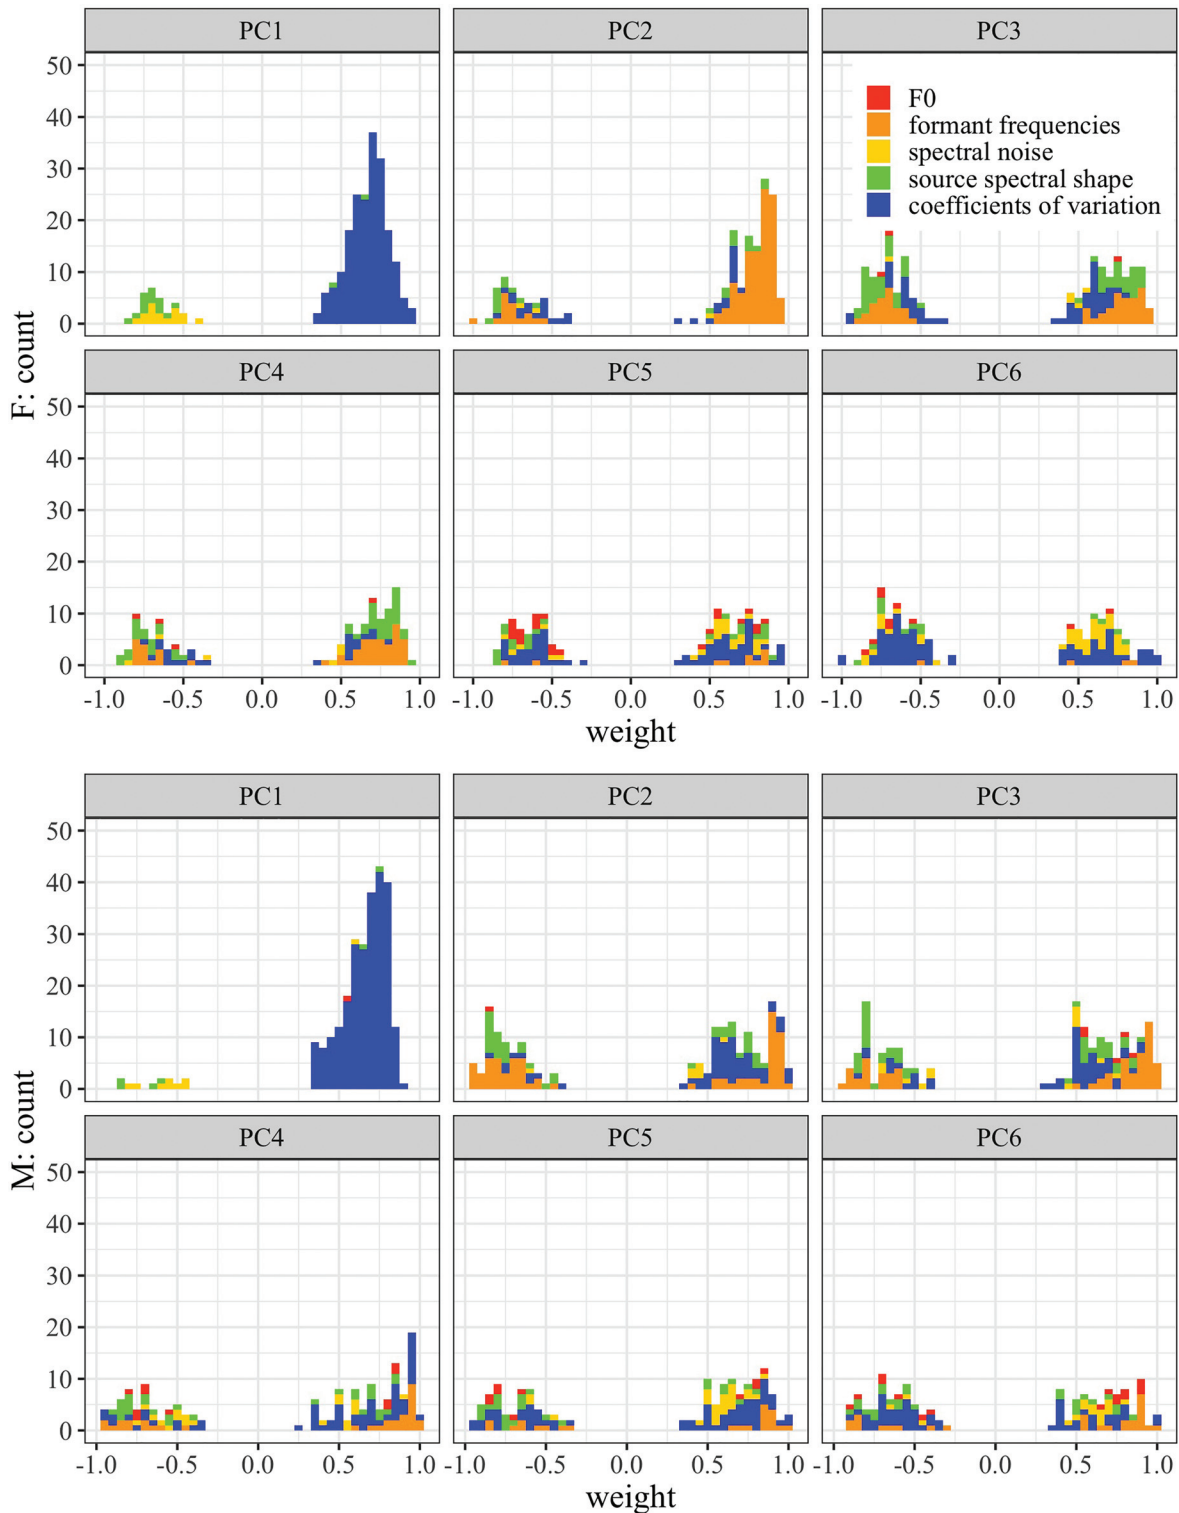 PC1 PC2 PC3
50
40
30
20
10
0
F0
formant frequencies
spectral noise
source spectral shape
coefficients of variation
F: count
PC4 PC5 PC6
50
40
30
20
10
0
-1.0 -0.5 0.0 0.5 1.0 -1.0 -0.5 0.0 0.5 1.0 -1.0 -0.5 0.0 0.5 1.0
weight
PC1 PC2 PC3
50
40
30
20
10
0
M: count
PC4 PC5 PC6
50
40
30
20
10
0
-1.0 -0.5 0.0 0.5 1.0 -1.0 -0.5 0.0 0.5 1.0 -1.0 -0.5 0.0 0.5 1.0
weight